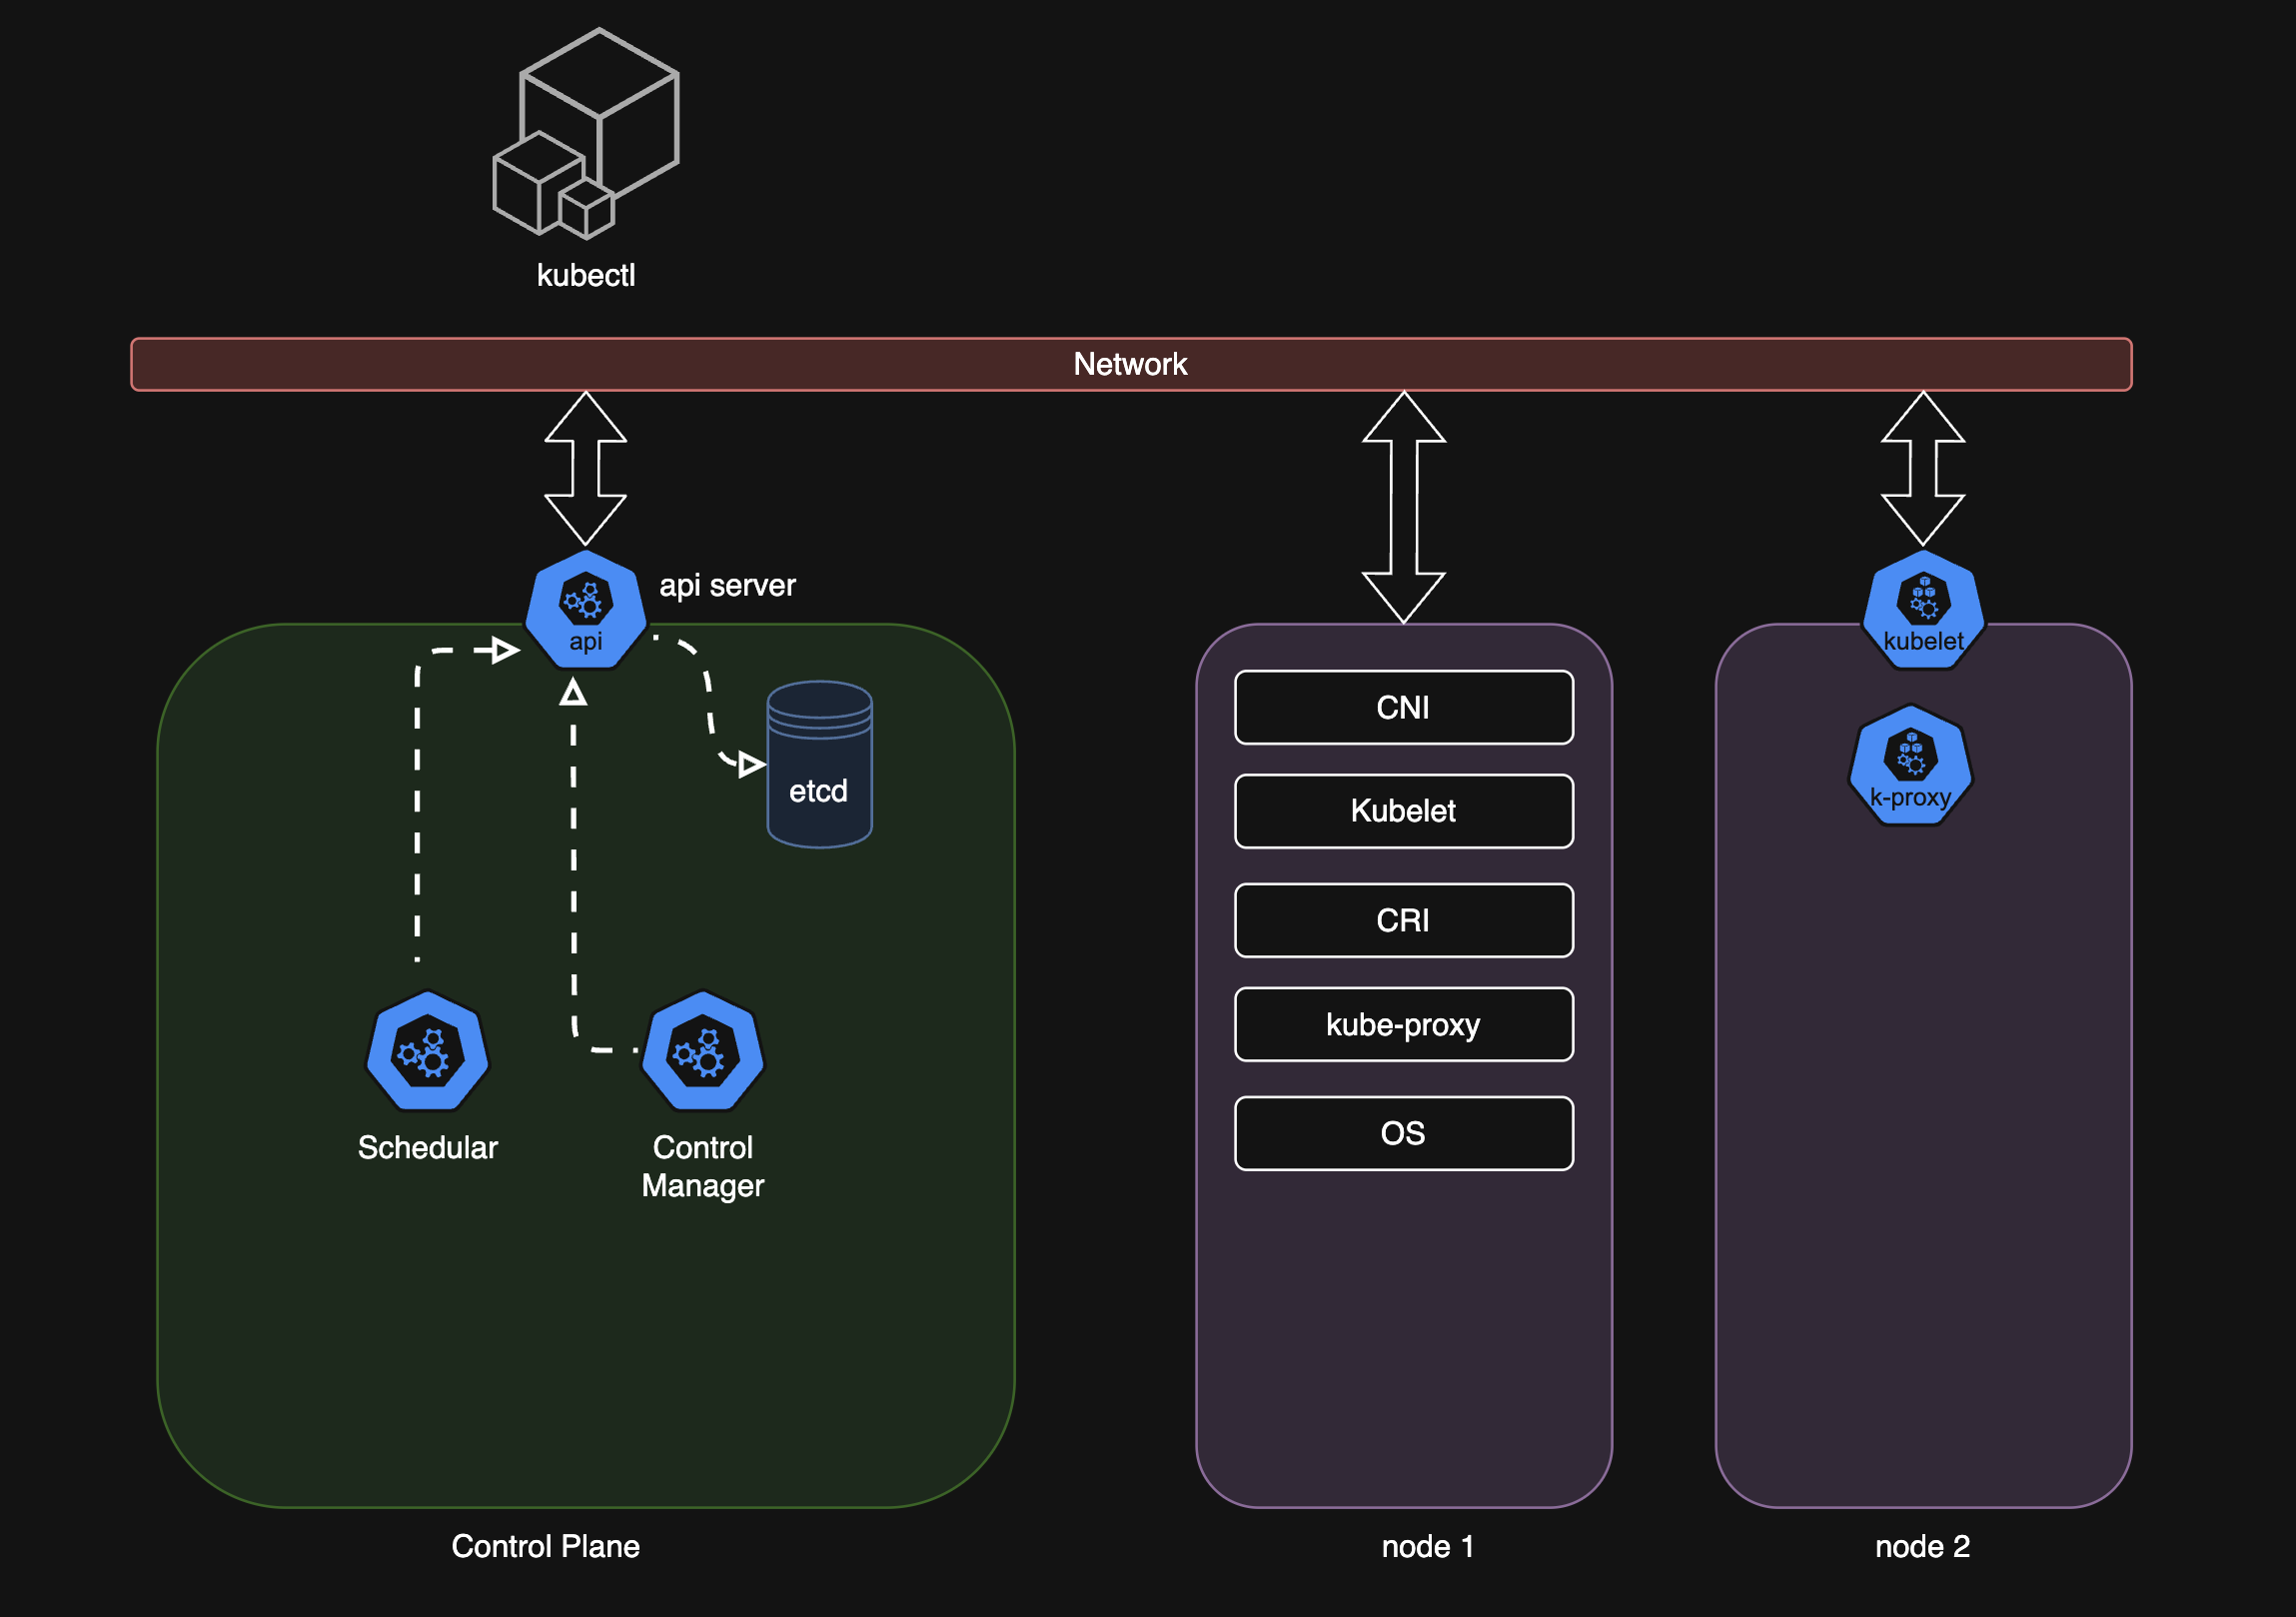 kubectl
Network
api server
api
etcd
Schedular
Control
Manager
Control Plane
CNI
Kubelet
CRI
kube-proxy
OS
node 1
kubelet
k-proxy
node 2